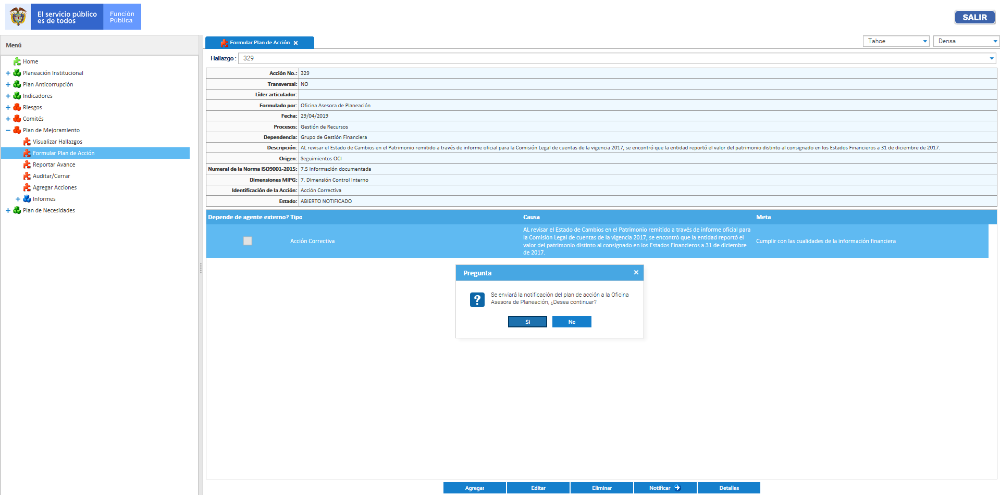 El servicio público
es de todos
Función
Pública
SALIR
Menú
Home
Planeación Institucional
Plan Anticorrupción
Indicadores
Riesgos
Comités
Plan de Mejoramiento
Visualizar Hallazgos
Formular Plan de Acción
Reportar Avance
Auditar/Cerrar
Agregar Acciones
Informes
Plan de Necesidades
Formular Plan de Acción
Tahoe
Densa
Hallazgo : 329
Acción No.: 329
Transversal: NO
Líder articulador:
Formulado por: Oficina Asesora de Planeación
Fecha: 29/04/2019
Procesos: Gestión de Recursos
Dependencia: Grupo de Gestión Financiera
Descripción: AL revisar el Estado de Cambios en el Patrimonio remitido a través de informe oficial para la Comisión Legal de cuentas de la vigencia 2017, se encontró que la entidad reportó el valor del patrimonio distinto al consignado en los Estados Financieros a 31 de diciembre de 2017.
Origen: Seguimientos OCI
Numeral de la Norma ISO9001-2015: 7.5 Información documentada
Dimensiones MIPG: 7. Dimensión Control Interno
Identificación de la Acción: Acción Correctiva
Estado: ABIERTO NOTIFICADO
Depende de agente externo? Tipo Causa Meta
Acción Correctiva
AL revisar el Estado de Cambios en el Patrimonio remitido a través de informe oficial para
la Comisión Legal de cuentas de la vigencia 2017, se encontró que la entidad reportó el
valor del patrimonio distinto al consignado en los Estados Financieros a 31 de diciembre
de 2017.
Cumplir con las cualidades de la información financiera
Pregunta
Se enviará la notificación del plan de acción a la Oficina
Asesora de Planeación, ¿Desea continuar?
Si No
Agregar Editar Eliminar Notificar Detalles